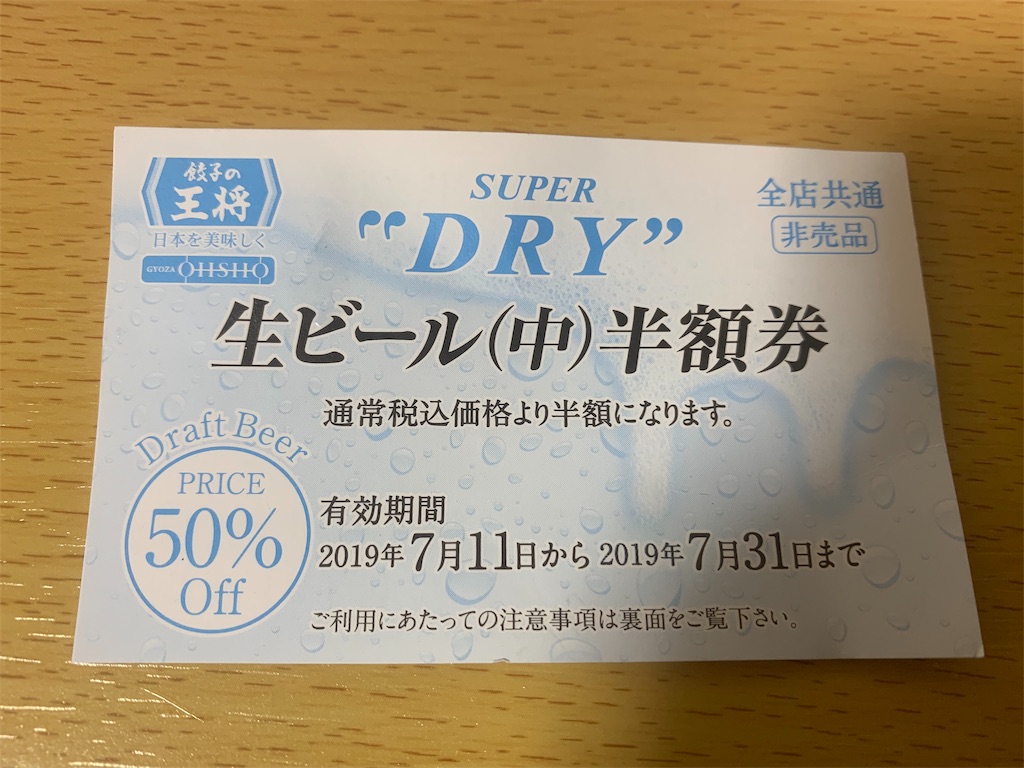 餃子の
王将
日本を美味しく
GYOZA OHSHO
SUPER
“DRY”
全店共通
非売品
生ビール(中)半額券
通常税込価格より半額になります。
Draft Beer
PRICE
50%
Off
有効期間
2019年7月11日から2019年7月31日まで
ご利用にあたっての注意事項は裏面をご覧下さい。